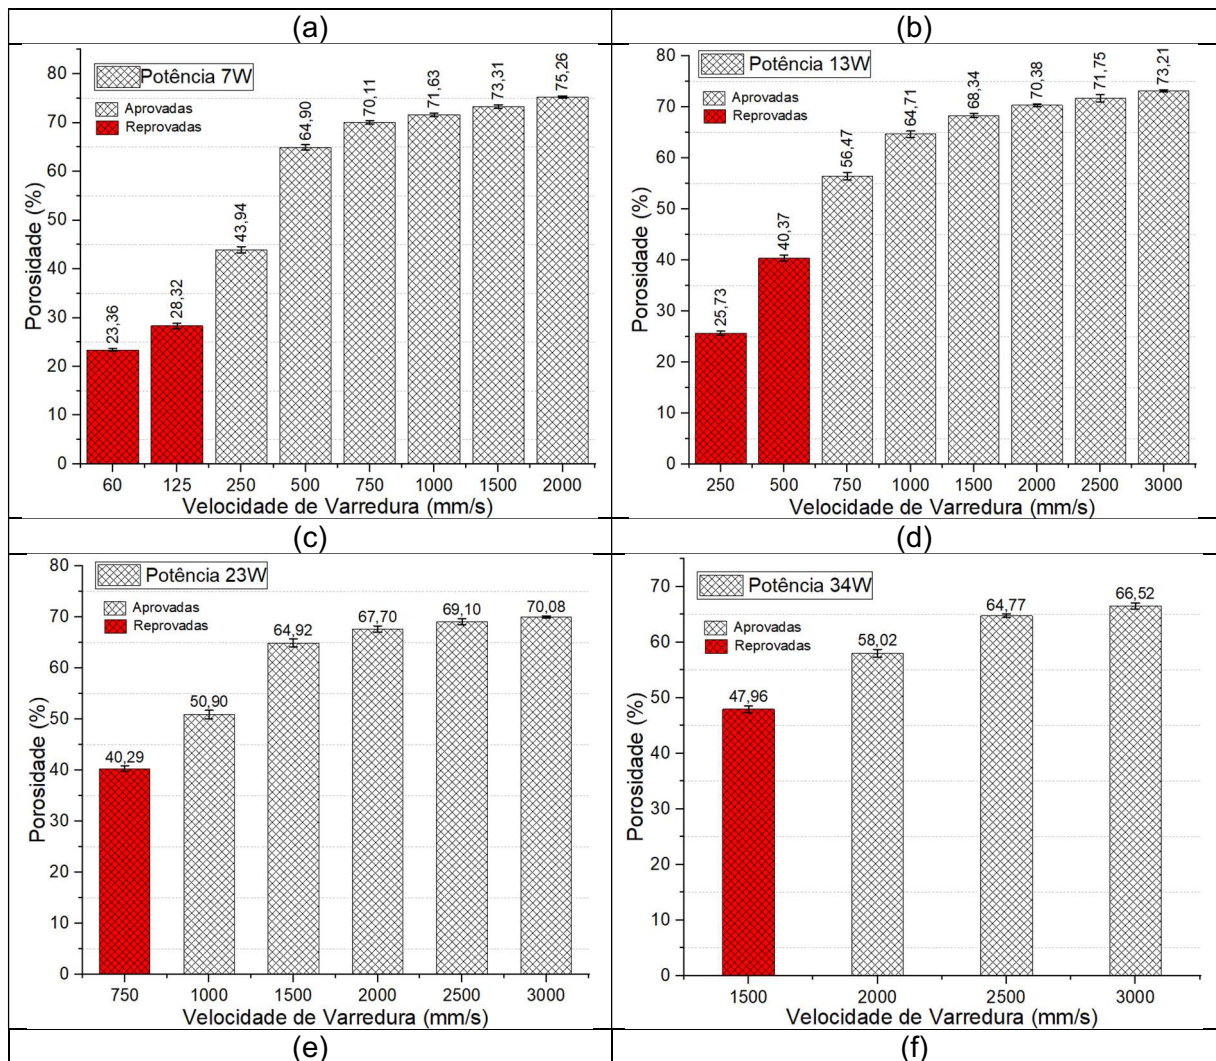 (a)
(b)
Potência 7W
Aprovadas
Reprovadas
80
70
60
50
40
30
20
10
0
Porosidade (%)
23,36
28,32
43,94
64,90
70,11
71,63
73,31
75,26
60 125 250 500 750 1000 1500 2000
Velocidade de Varredura (mm/s)
Potência 13W
Aprovadas
Reprovadas
80
70
60
50
40
30
20
10
0
Porosidade (%)
25,73
40,37
56,47
64,71
68,34
70,38
71,75
73,21
250 500 750 1000 1500 2000 2500 3000
Velocidade de Varredura (mm/s)
(c)
(d)
Potência 23W
Aprovadas
Reprovadas
80
70
60
50
40
30
20
10
0
Porosidade (%)
40,29
50,90
64,92
67,70
69,10
70,08
750 1000 1500 2000 2500 3000
Velocidade de Varredura (mm/s)
Potência 34W
Aprovadas
Reprovadas
70
60
50
40
30
20
10
0
Porosidade (%)
47,96
58,02
64,77
66,52
1500 2000 2500 3000
Velocidade de Varredura (mm/s)
(e)
(f)